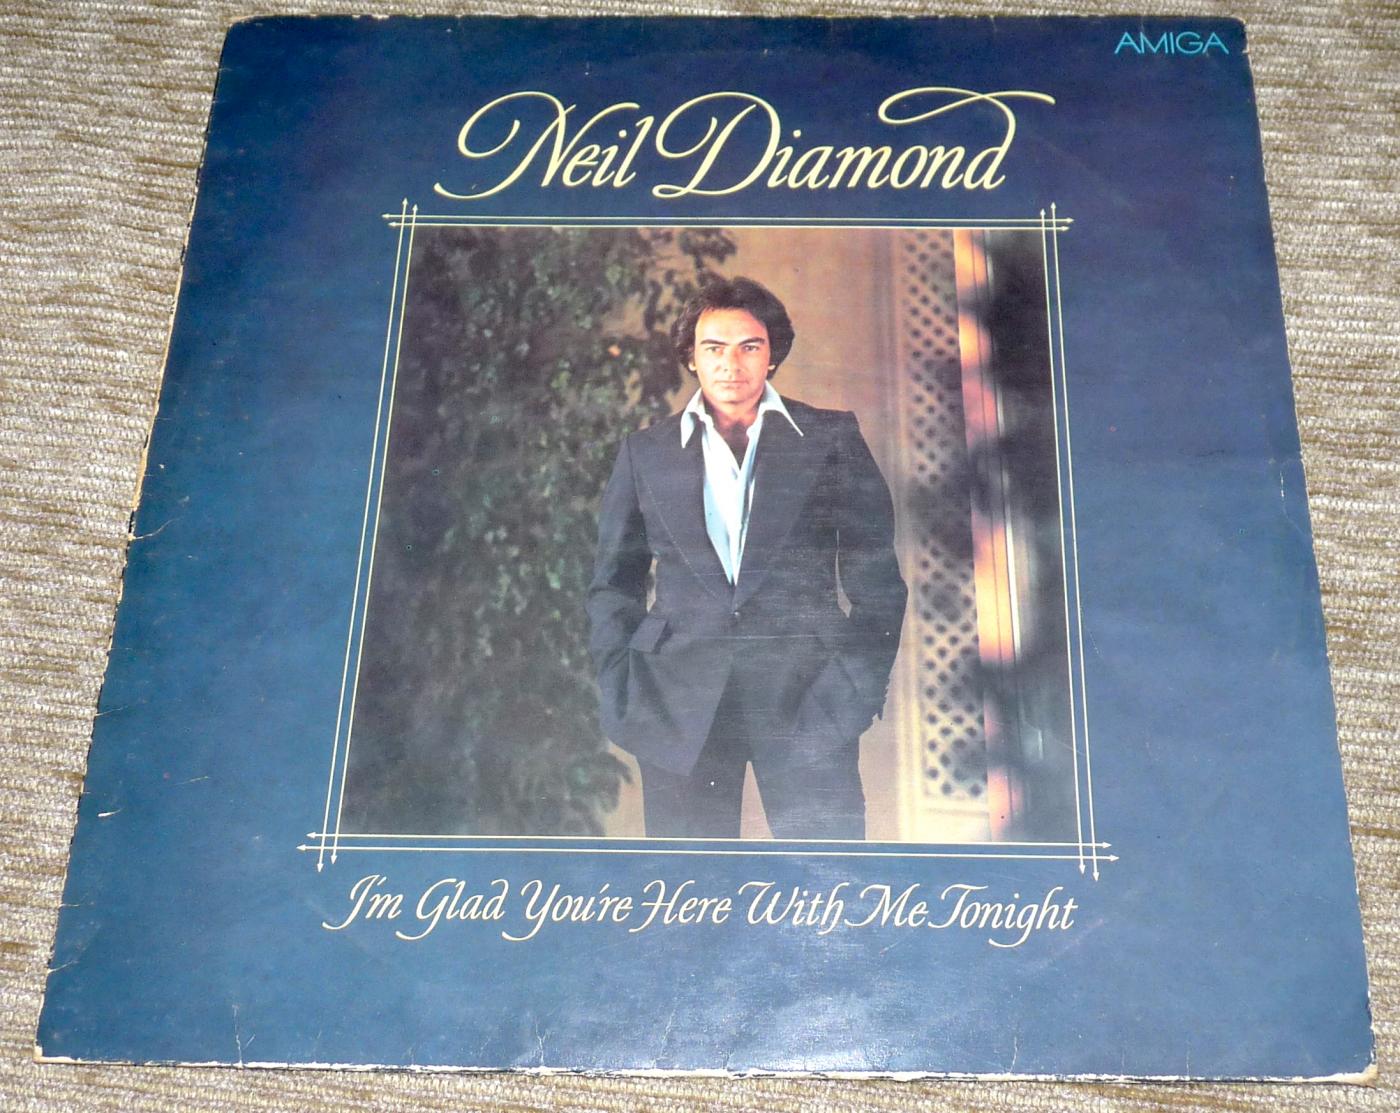 AMIGA
Neil Diamond
I'm Glad You're Here With Me Tonight